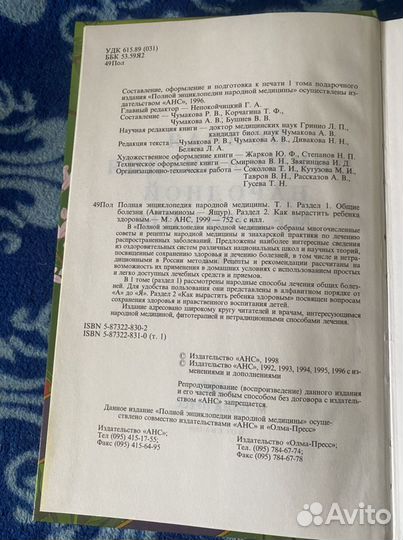 УДК 615.89 (031)
ББК 53.59Я2
49Пол
Составление, оформление и подготовка к печати 1 тома подарочного
издания «Полной энциклопедии народной медицины» осуществлены из-
дательством «АНС», 1996.
Главный редактор — Непокойчицкий Г. А.
Составление — Чумакова Р. В., Корчагина Т. Ф.,
Чумакова А. В., Бушнев В. В.
Научная редакция книги — доктор медицинских наук Гринио Л. П.,
кандидат биол. наук Чумакова А. В.
Редакция текста — Чумакова Р. В., Чумакова А. В., Дивакова Н. Н.,
Беляева Л. А.
Художественное оформление книги — Жарков Ю. Ф., Степанов Н. П.
Техническое оформление книги — Смирнова В. Н., Звягинцева И. Д.
Организационно-техническая работа — Соколова Т. И., Кутузова М. И.,
Тавров В. Н., Рассказов А. В.,
Гусева Т. Н.
49Пол Полная энциклопедия народной медицины. Т. 1. Раздел 1. Общие
болезни (Авитаминозы — Ящур). Раздел 2. Как вырастить ребенка
здоровым.— М.: АНС, 1999 — 752 с. с илл.
В «Полной энциклопедии народной медицины» собраны многочисленные
советы и рецепты народной медицины и знахарской практики по лечению
распространенных заболеваний. Предложены наиболее интересные сведения
из оздоровительных систем различных национальных школ и научных теорий,
посвященные сохранению здоровья и лечению болезней, в том числе и нетра-
диционными в России методами. Рецепты и рекомендации рассчитаны на
возможности их применения в домашних условиях с использованием простых
и легко доступных лечебных средств и приемов.
В 1 томе (раздел 1) рассмотрены народные способы лечения общих болез-
ней. Для удобства пользования они представлены в алфавитном порядке от
«А» до «Я». Раздел 2 «Как вырастить ребенка здоровым» посвящен вопросам
сохранения здоровья и нравственного воспитания детей.
Издание адресовано широкому кругу читателей и врачам, интересующимся
народной медициной, фитотерапией и нетрадиционными способами лечения.
ISBN 5-87322-830-2
ISBN 5-87322-831-0 (т. 1)
© Издательство «АНС», 1998
© Издательство «АНС», 1992, 1993, 1994, 1995, 1996 с из-
менениями и дополнениями
Репродуцирование (воспроизведение) данного издания
и его частей любым способом без договора с издатель-
ством «АНС» запрещается.
Данное издание «Полной энциклопедии народной медицины» осуще-
ствлено совместно издательствами «АНС» и «Олма-Пресс»
Издательство «АНС»;
Тел (095) 415-17-55;
Факс (095) 415-64-95
Издательство «Олма-Пресс»;
Тел. (095) 784-67-74;
Факс (095) 784-67-78
Avito